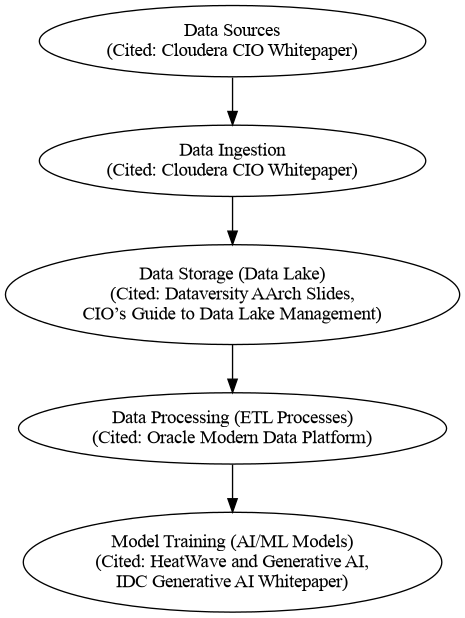 Data Sources
(Cited: Cloudera CIO Whitepaper)
Data Ingestion
(Cited: Cloudera CIO Whitepaper)
Data Storage (Data Lake)
(Cited: Dataversity AArch Slides,
CIO’s Guide to Data Lake Management)
Data Processing (ETL Processes)
(Cited: Oracle Modern Data Platform)
Model Training (AI/ML Models)
(Cited: HeatWave and Generative AI,
IDC Generative AI Whitepaper)